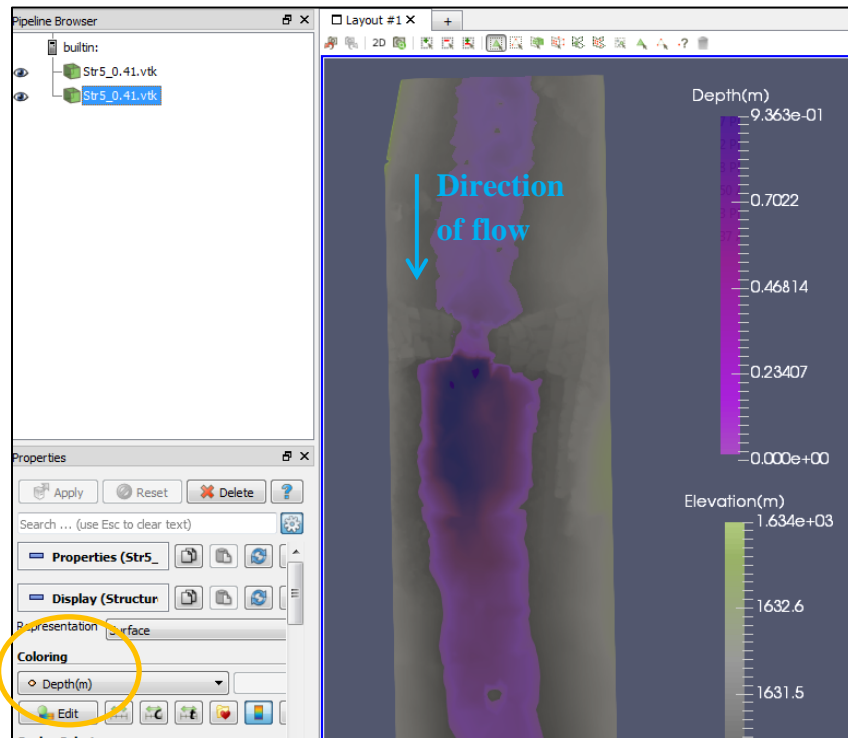 Pipeline Browser
builtin:
Str5_0.41.vtk
Str5_0.41.vtk
Properties
Apply Reset Delete ?
Search ... (use Esc to clear text)
Properties (Str5_
Display (Structur
Representation Surface
Coloring
Depth(m)
Edit
Layout #1
+
2D
Direction
of flow
Depth(m)
9.363e-01
0.7022
0.46814
0.23407
0.000e+00
Elevation(m)
1.634e+03
1632.6
1631.5